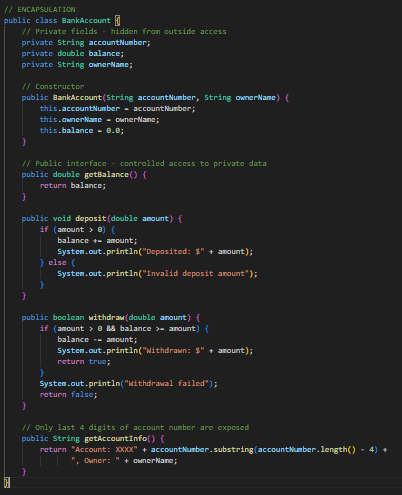 // ENCAPSULATION
public class BankAccount {
    // Private fields - hidden from outside access
    private String accountNumber;
    private double balance;
    private String ownerName;

    // Constructor
    public BankAccount(String accountNumber, String ownerName) {
        this.accountNumber = accountNumber;
        this.ownerName = ownerName;
        this.balance = 0.0;
    }

    // Public interface - controlled access to private data
    public double getBalance() {
        return balance;
    }

    public void deposit(double amount) {
        if (amount > 0) {
            balance += amount;
            System.out.println("Deposited: $" + amount);
        } else {
            System.out.println("Invalid deposit amount");
        }
    }

    public boolean withdraw(double amount) {
        if (amount > 0 && balance >= amount) {
            balance -= amount;
            System.out.println("Withdrawn: $" + amount);
            return true;
        }
        System.out.println("Withdrawal failed");
        return false;
    }

    // Only last 4 digits of account number are exposed
    public String getAccountInfo() {
        return "Account: XXXX" + accountNumber.substring(accountNumber.length() - 4) +
               ", Owner: " + ownerName;
    }
}